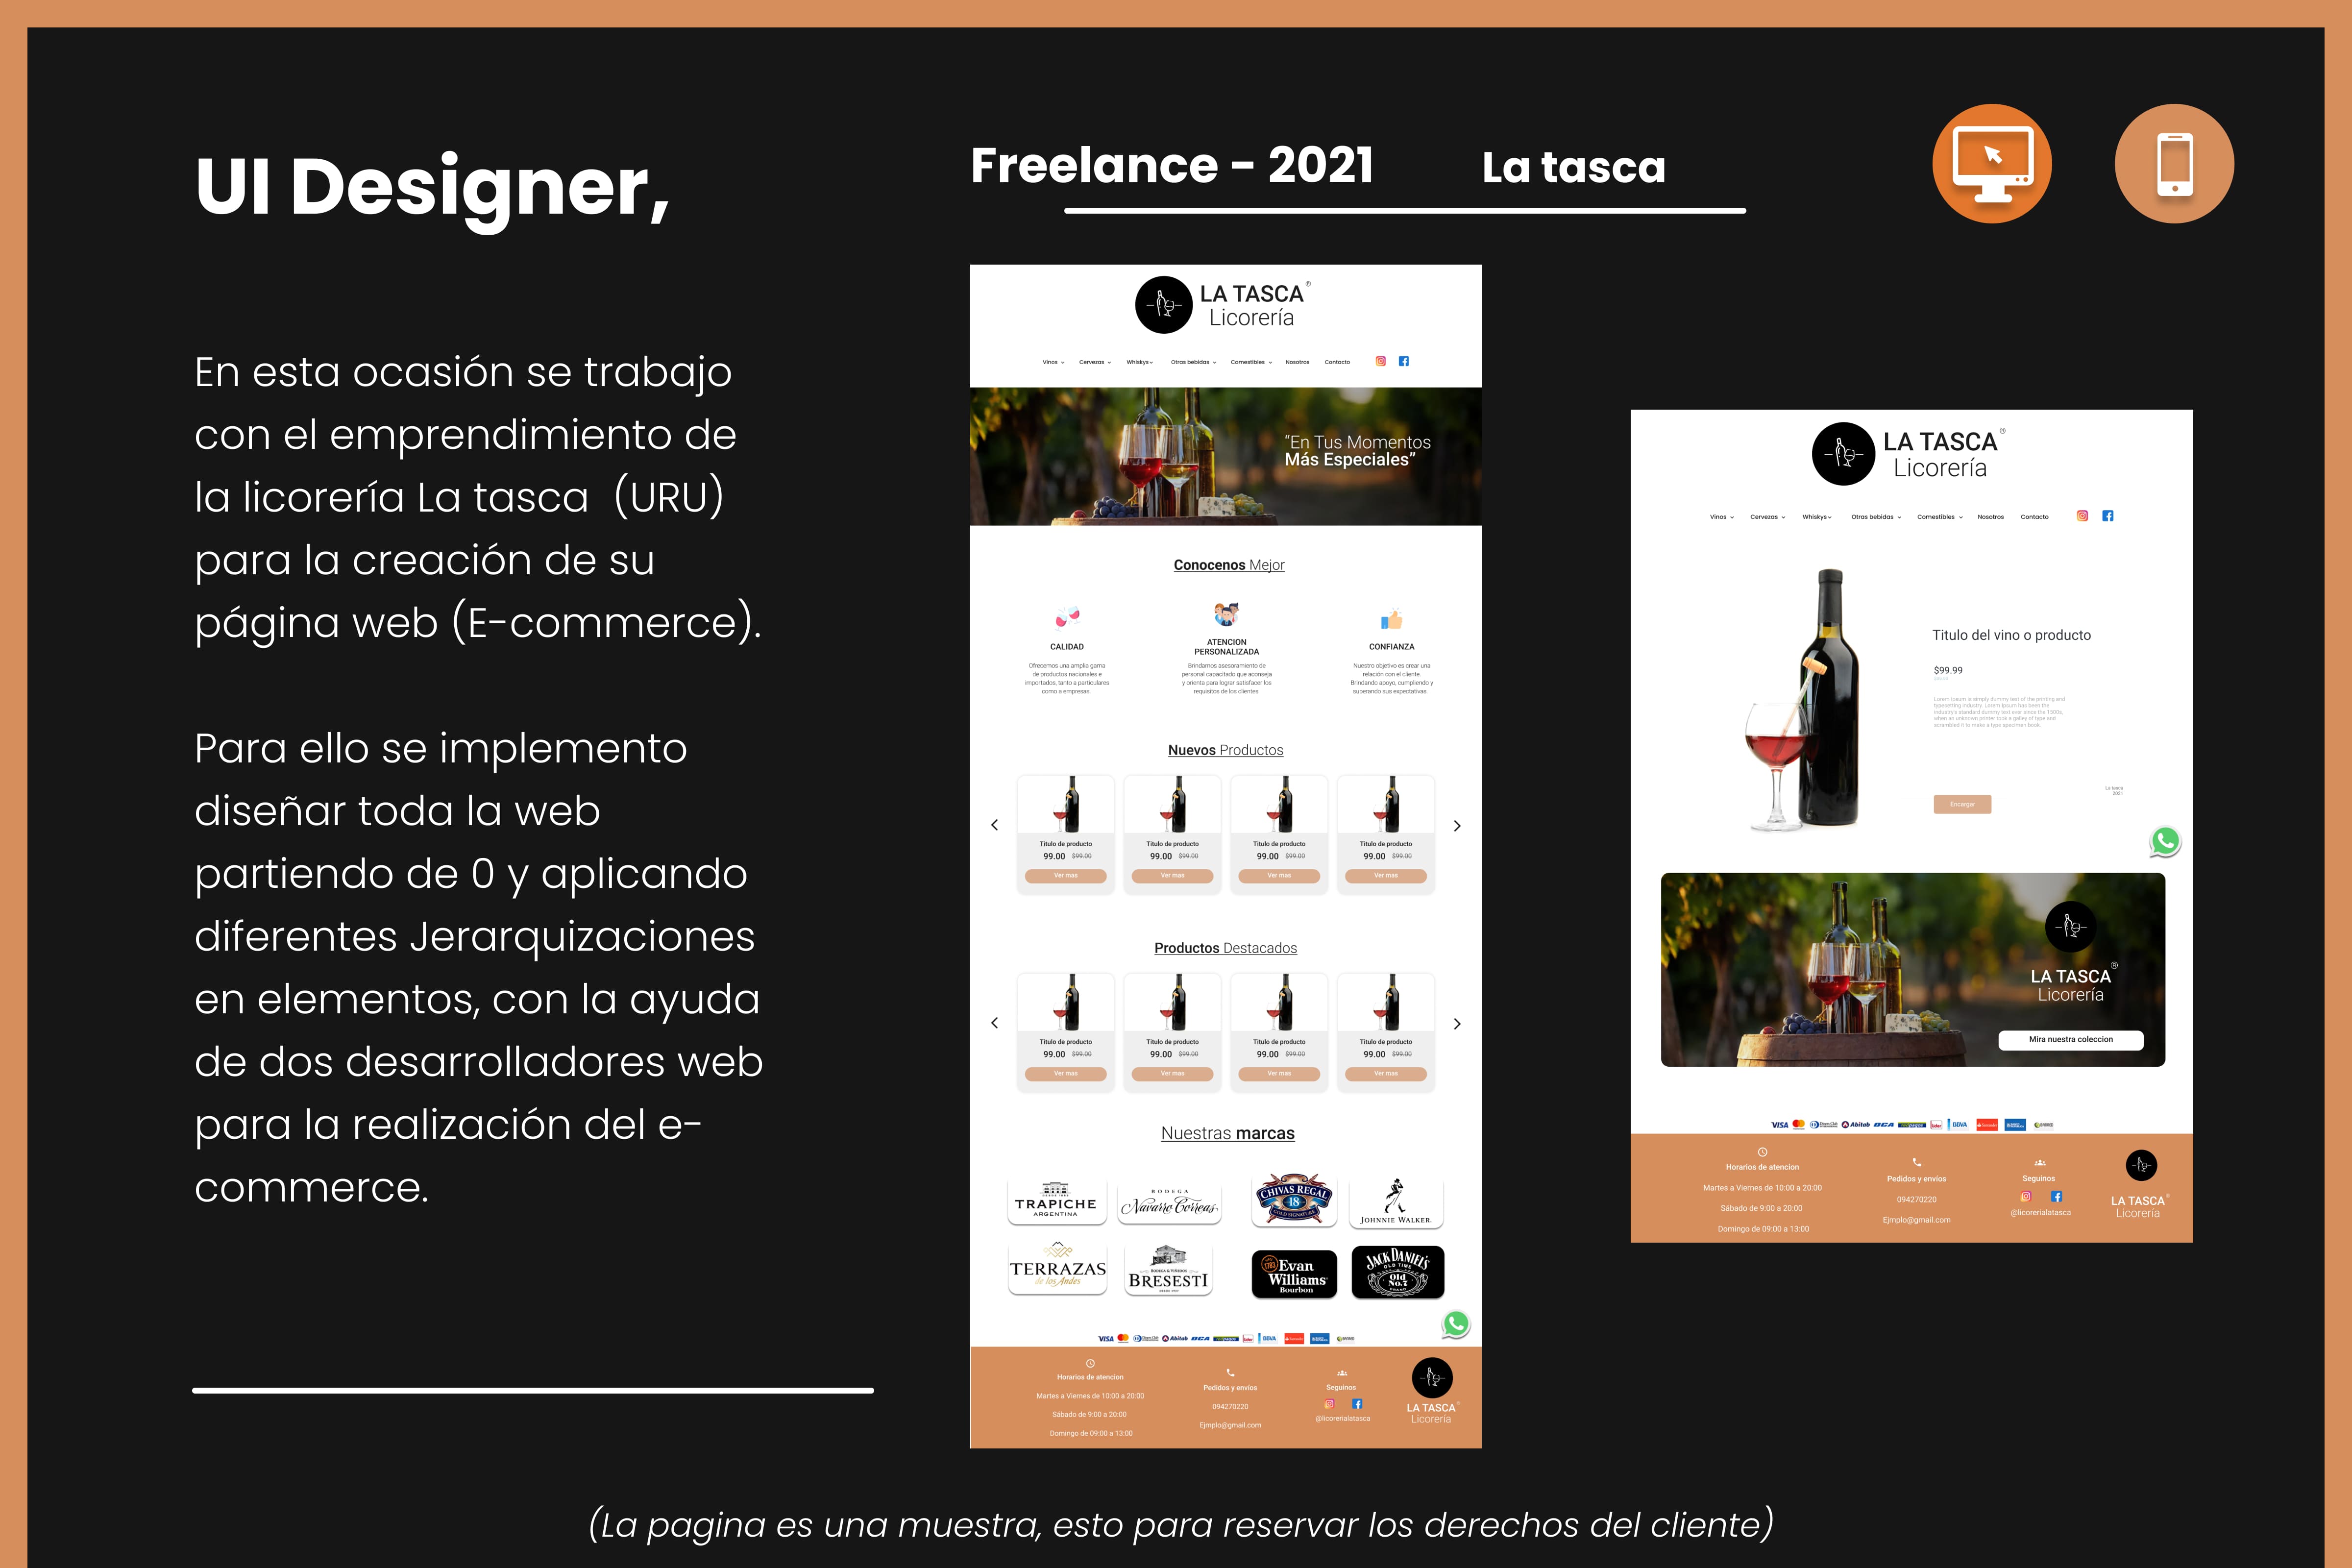 UI Designer,
En esta ocasión se trabajo
con el emprendimiento de
la licorería La tasca (URU)
para la creación de su
página web (E-commerce).
Para ello se implemento
diseñar toda la web
partiendo de 0 y aplicando
diferentes Jerarquizaciones
en elementos, con la ayuda
de dos desarrolladores web
para la realización del e-
commerce.
Freelance - 2021 La tasca
LA TASCA®
Licorería
Vinos Cervezas Whiskys Otras bebidas Comestibles Nosotros Contacto
“En Tus Momentos
Más Especiales”
Conocenos Mejor
CALIDAD
Ofrecemos una amplia gama
de productos nacionales e
importados, tanto a particulares
como a empresas.
ATENCION
PERSONALIZADA
Brindamos asesoramiento de
personal capacitado que aconseja
y orienta para lograr satisfacer los
requisitos de los clientes
CONFIANZA
Nuestro objetivo es crear una
relación con el cliente.
Brindando apoyo, cumpliendo y
superando sus expectativas.
Nuevos Productos
Titulo de producto Titulo de producto Titulo de producto Titulo de producto
99.00 $99.00 99.00 $99.00 99.00 $99.00 99.00 $99.00
Ver mas Ver mas Ver mas Ver mas
Productos Destacados
Titulo de producto Titulo de producto Titulo de producto Titulo de producto
99.00 $99.00 99.00 $99.00 99.00 $99.00 99.00 $99.00
Ver mas Ver mas Ver mas Ver mas
Nuestras marcas
TRAPICHE
ARGENTINA
BODEGA
Navarro Correas
CHIVAS REGAL
18
GOLD SIGNATURE
JOHNNIE WALKER.
TERRAZAS
de los Andes
BODEGA & VIÑEDOS
BRESESTI
1783
Evan
Williams
Bourbon
JACK DANIEL'S
OLD TIME
Old
No.7
BRAND
VISA Abitab OCA BBVA
Horarios de atencion
Martes a Viernes de 10:00 a 20:00
Sábado de 9:00 a 20:00
Domingo de 09:00 a 13:00
Pedidos y envíos
094270220
Ejmplo@gmail.com
Seguinos
@licorerialatasca
LA TASCA®
Licorería
LA TASCA®
Licorería
Vinos Cervezas Whiskys Otras bebidas Comestibles Nosotros Contacto
Titulo del vino o producto
$99.99
Lorem Ipsum is simply dummy text of the printing and
typesetting industry. Lorem Ipsum has been the
industry's standard dummy text ever since the 1500s,
when an unknown printer took a galley of type and
scrambled it to make a type specimen book.
La tasca
2021
Encargar
LA TASCA®
Licorería
Mira nuestra coleccion
VISA Abitab OCA BBVA
Horarios de atencion
Martes a Viernes de 10:00 a 20:00
Sábado de 9:00 a 20:00
Domingo de 09:00 a 13:00
Pedidos y envíos
094270220
Ejmplo@gmail.com
Seguinos
@licorerialatasca
LA TASCA®
Licorería
(La pagina es una muestra, esto para reservar los derechos del cliente)